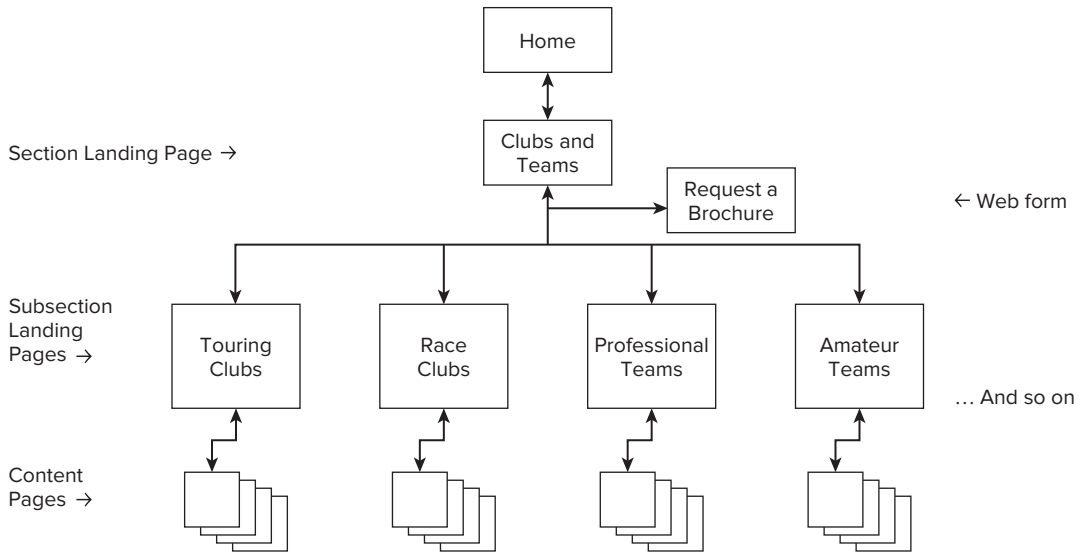 Home
Section Landing Page →
Clubs and
Teams
Request a
Brochure
← Web form
Subsection
Landing
Pages →
Touring
Clubs
Race
Clubs
Professional
Teams
Amateur
Teams
... And so on
Content
Pages →